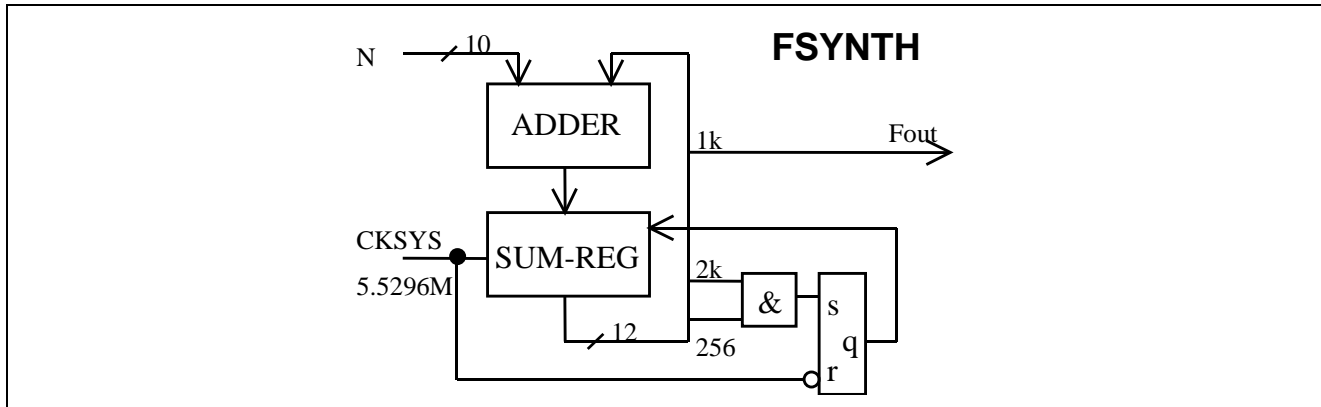 FSYNTH
N
10
ADDER
1k
Fout
CKSYS
5.5296M
SUM-REG
2k
&
s
q
r
12
256